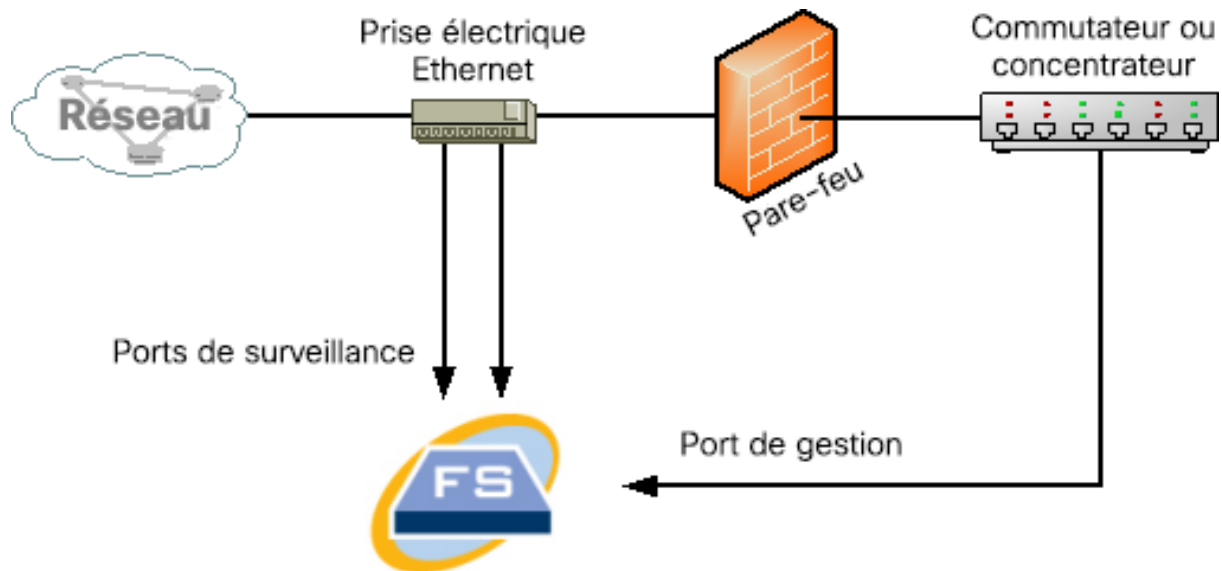 Prise électrique
Ethernet
Commutateur ou
concentrateur
Réseau
Pare-feu
Ports de surveillance
Port de gestion
FS